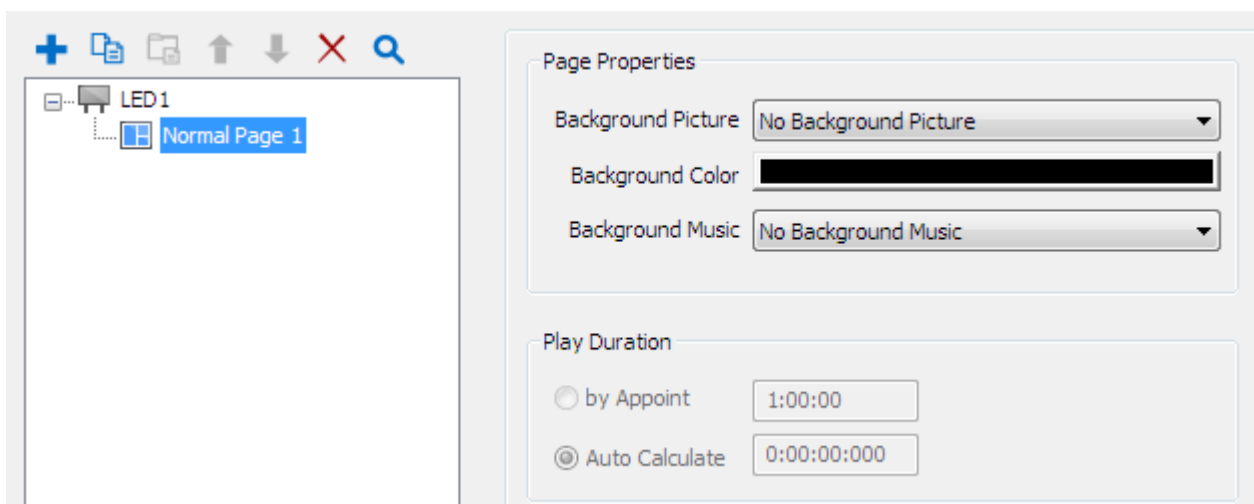 LED1
Normal Page 1
Page Properties
Background Picture No Background Picture
Background Color
Background Music No Background Music
Play Duration
by Appoint 1:00:00
Auto Calculate 0:00:00:000